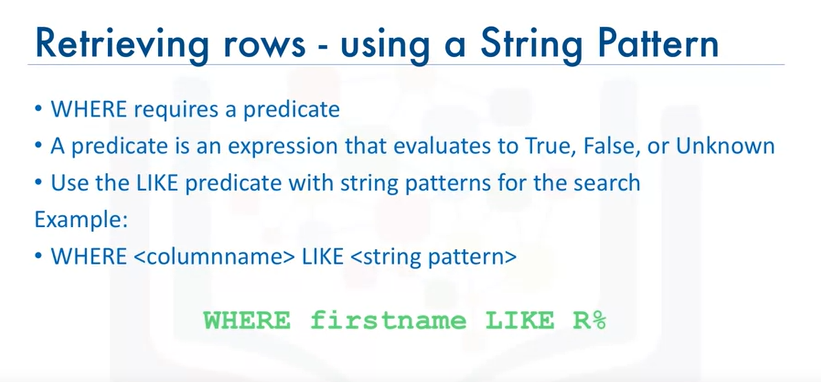 Retrieving rows - using a String Pattern
• WHERE requires a predicate
• A predicate is an expression that evaluates to True, False, or Unknown
• Use the LIKE predicate with string patterns for the search
Example:
• WHERE <columnname> LIKE <string pattern>
WHERE firstname LIKE R%